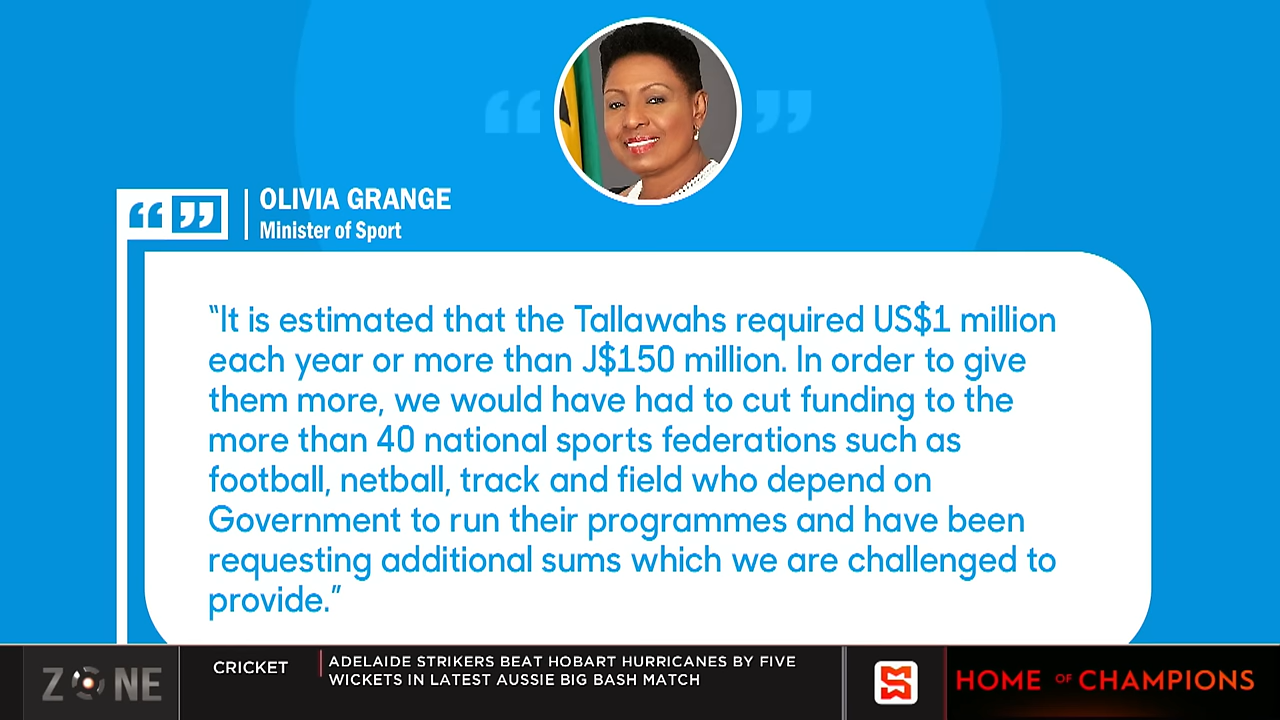 OLIVIA GRANGE
Minister of Sport
“It is estimated that the Tallawahs required US$1 million
each year or more than J$150 million. In order to give
them more, we would have had to cut funding to the
more than 40 national sports federations such as
football, netball, track and field who depend on
Government to run their programmes and have been
requesting additional sums which we are challenged to
provide.”
ZONE
CRICKET
ADELAIDE STRIKERS BEAT HOBART HURRICANES BY FIVE
WICKETS IN LATEST AUSSIE BIG BASH MATCH
HOME OF CHAMPIONS